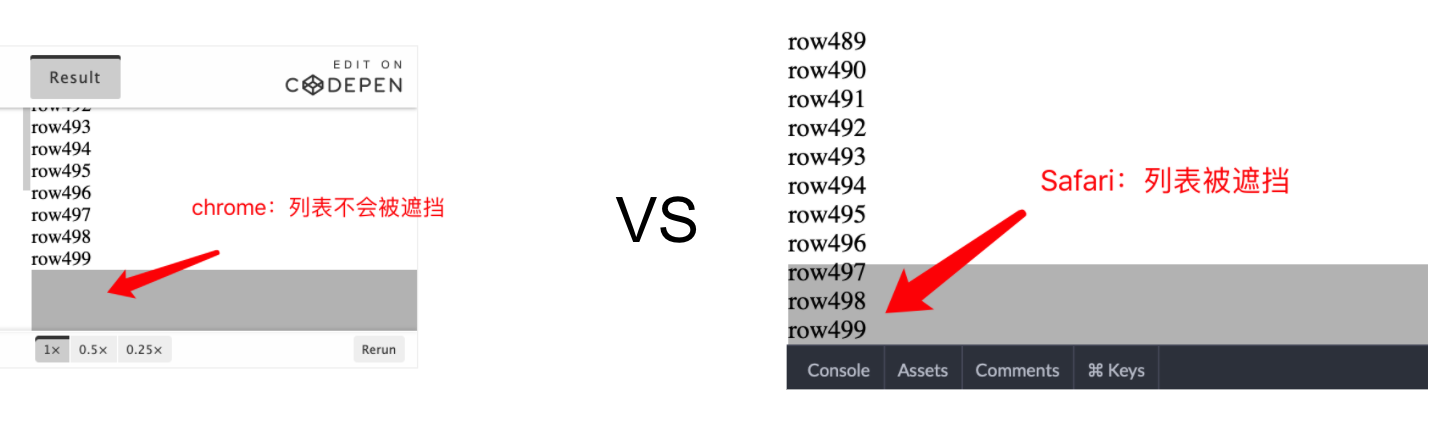 Result
EDIT ON
CODEPEN
row492
row493
row494
row495
row496
row497
row498
row499
chrome：列表不会被遮挡
1×
0.5×
0.25×
Rerun
VS
row489
row490
row491
row492
row493
row494
row495
row496
row497
row498
row499
Safari：列表被遮挡
Console
Assets
Comments
⌘ Keys